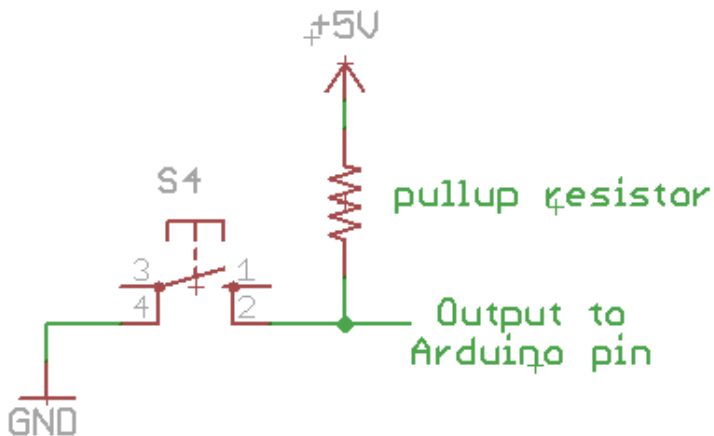 +5V
S4
pullup resistor
3 1
4 2
Output to
Arduino pin
GND